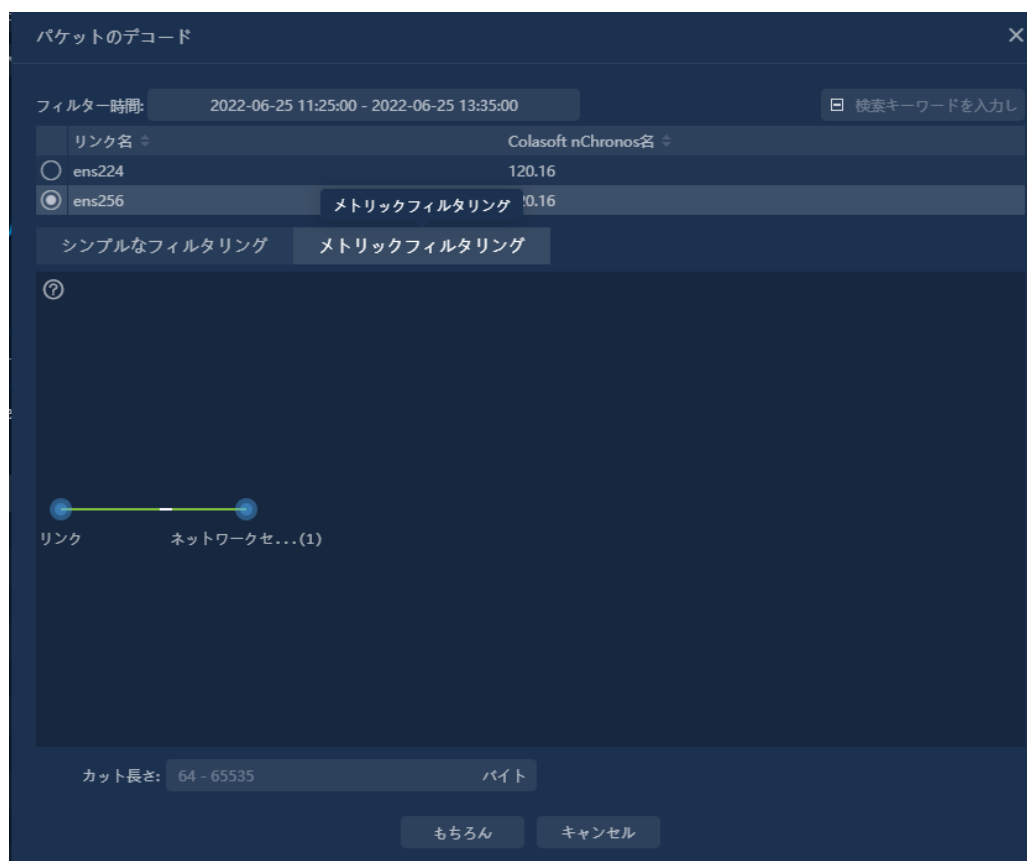 パケットのデコード
フィルター時間: 2022-06-25 11:25:00 - 2022-06-25 13:35:00 検索キーワードを入力し
リンク名 Colasoft nChronos名
ens224 120.16
ens256 メトリックフィルタリング 20.16
シンプルなフィルタリング メトリックフィルタリング
リンク ネットワークセ...(1)
カット長さ: 64 - 65535 バイト
もちろん キャンセル